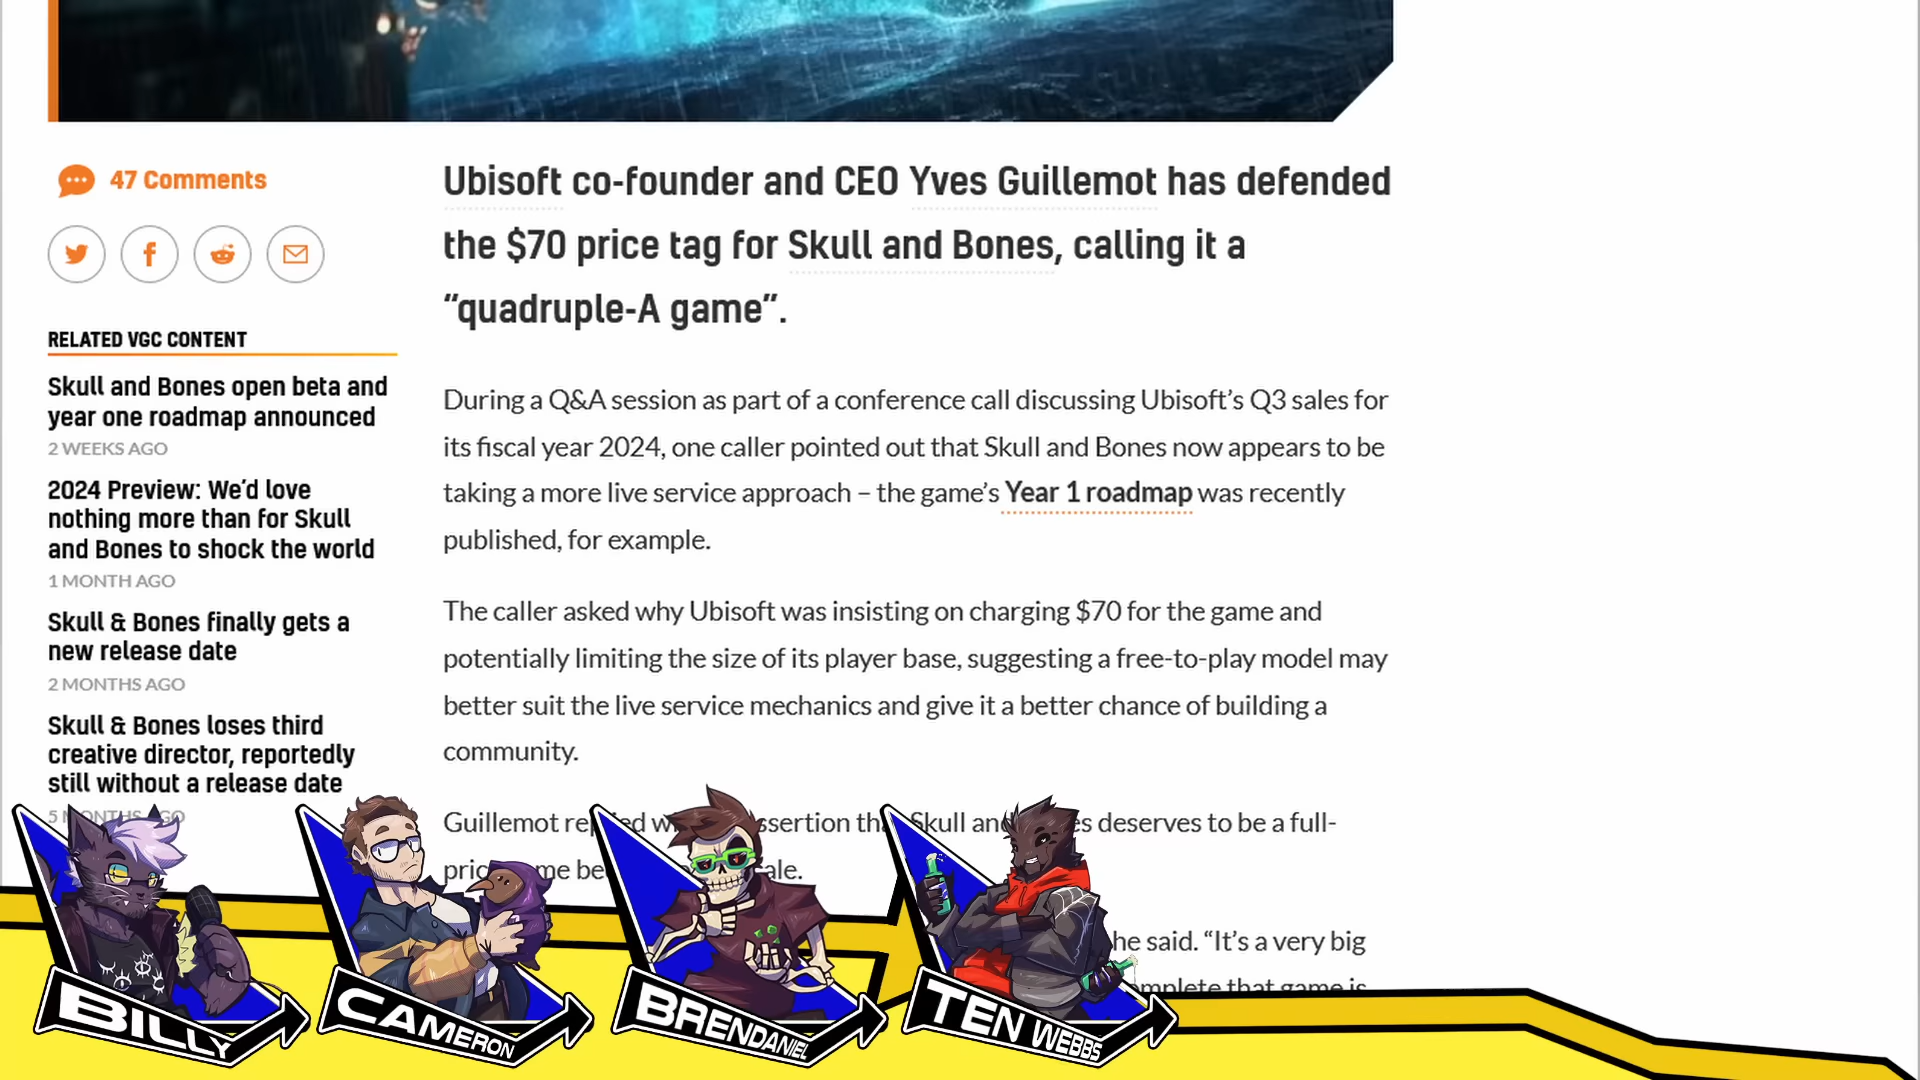 47 Comments
RELATED VGC CONTENT
Skull and Bones open beta and
year one roadmap announced
2 WEEKS AGO
2024 Preview: We’d love
nothing more than for Skull
and Bones to shock the world
1 MONTH AGO
Skull & Bones finally gets a
new release date
2 MONTHS AGO
Skull & Bones loses third
creative director, reportedly
still without a release date
5 MONTHS AGO
Ubisoft co-founder and CEO Yves Guillemot has defended
the $70 price tag for Skull and Bones, calling it a
“quadruple-A game”.
During a Q&A session as part of a conference call discussing Ubisoft’s Q3 sales for
its fiscal year 2024, one caller pointed out that Skull and Bones now appears to be
taking a more live service approach – the game’s Year 1 roadmap was recently
published, for example.
The caller asked why Ubisoft was insisting on charging $70 for the game and
potentially limiting the size of its player base, suggesting a free-to-play model may
better suit the live service mechanics and give it a better chance of building a
community.
Guillemot Skull and deserves to be a full-
he said. “It’s a very big
that game is
BILLY
CAMERON
BRENDANIEL
TEN WEBBS